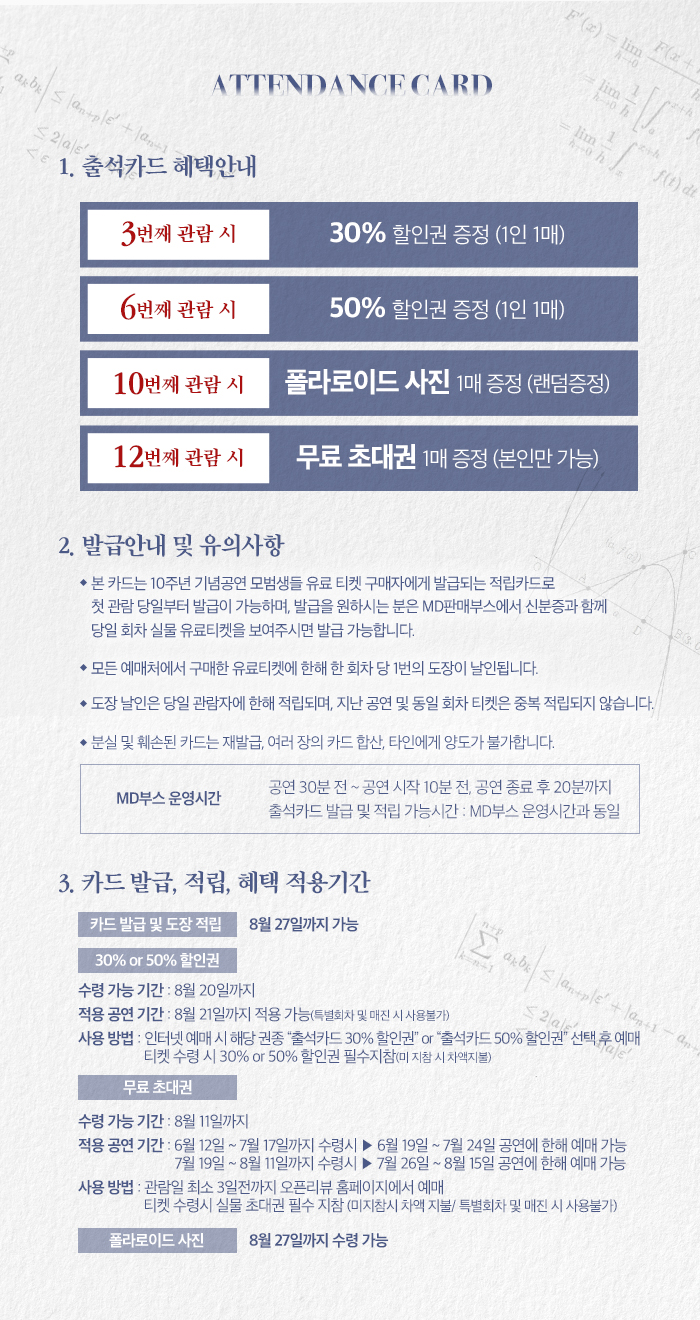 ATTENDANCE CARD
1. 출석카드 혜택안내
3번째 관람 시 30% 할인권 증정 (1인 1매)
6번째 관람 시 50% 할인권 증정 (1인 1매)
10번째 관람 시 폴라로이드 사진 1매 증정 (랜덤증정)
12번째 관람 시 무료 초대권 1매 증정 (본인만 가능)
2. 발급안내 및 유의사항
◆ 본 카드는 10주년 기념공연 모범생들 유료 티켓 구매자에게 발급되는 적립카드로
첫 관람 당일부터 발급이 가능하며, 발급을 원하시는 분은 MD판매부스에서 신분증과 함께
당일 회차 실물 유료티켓을 보여주시면 발급 가능합니다.
◆ 모든 예매처에서 구매한 유료티켓에 한해 한 회차 당 1번의 도장이 날인됩니다.
◆ 도장 날인은 당일 관람자에 한해 적립되며, 지난 공연 및 동일 회차 티켓은 중복 적립되지 않습니다.
◆ 분실 및 훼손된 카드는 재발급, 여러 장의 카드 합산, 타인에게 양도가 불가합니다.
MD부스 운영시간
공연 30분 전 ~ 공연 시작 10분 전, 공연 종료 후 20분까지
출석카드 발급 및 적립 가능시간 : MD부스 운영시간과 동일
3. 카드 발급, 적립, 혜택 적용기간
카드 발급 및 도장 적립 8월 27일까지 가능
30% or 50% 할인권
수령 가능 기간 : 8월 20일까지
적용 공연 기간 : 8월 21일까지 적용 가능(특별회차 및 매진 시 사용불가)
사용 방법 : 인터넷 예매 시 해당 권종 “출석카드 30% 할인권” or “출석카드 50% 할인권” 선택 후 예매
티켓 수령 시 30% or 50% 할인권 필수지참(미 지참 시 차액지불)
무료 초대권
수령 가능 기간 : 8월 11일까지
적용 공연 기간 : 6월 12일 ~ 7월 17일까지 수령시 ▶ 6월 19일 ~ 7월 24일 공연에 한해 예매 가능
7월 19일 ~ 8월 11일까지 수령시 ▶ 7월 26일 ~ 8월 15일 공연에 한해 예매 가능
사용 방법 : 관람일 최소 3일전까지 오픈리뷰 홈페이지에서 예매
티켓 수령시 실물 초대권 필수 지참 (미지참시 차액 지불/ 특별회차 및 매진 시 사용불가)
폴라로이드 사진 8월 27일까지 수령 가능